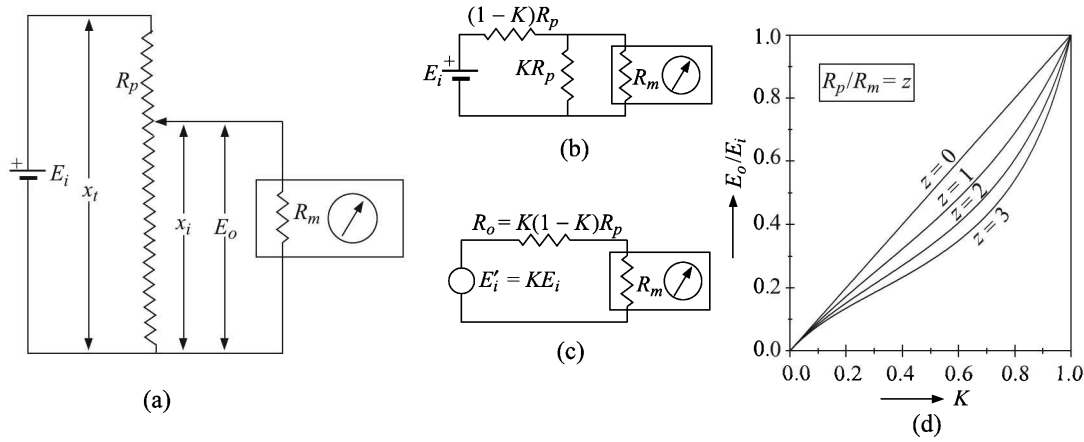 +
E_i
x_t
R_p
x_i
E_o
R_m
(a)
(1 – K)R_p
+
E_i
KR_p
R_m
(b)
R_o = K(1 – K)R_p
E′_i = KE_i
R_m
(c)
1.0
0.8
0.6
0.4
0.2
0.0
E_o/E_i
R_p/R_m = z
z = 0
z = 1
z = 2
z = 3
0.0 0.2 0.4 0.6 0.8 1.0
K
(d)